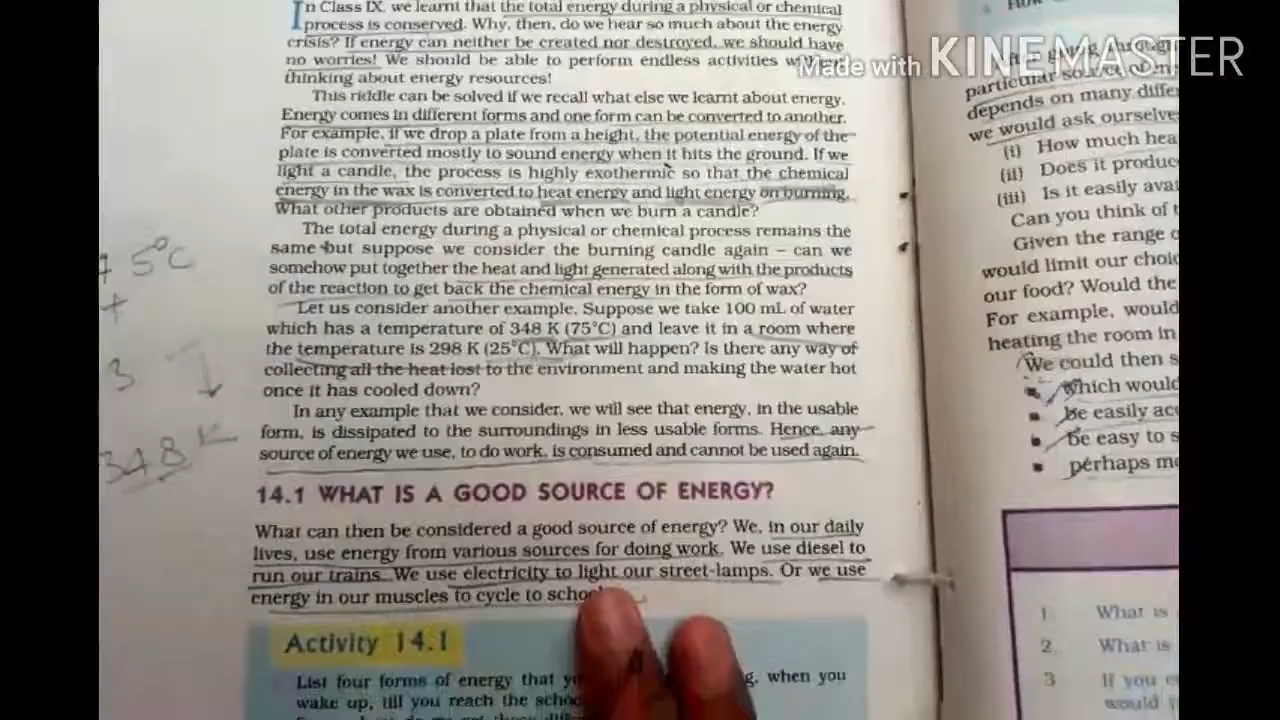 In Class IX, we learnt that the total energy during a physical or chemical
process is conserved. Why, then, do we hear so much about the energy
crisis? If energy can neither be created nor destroyed, we should have
no worries! We should be able to perform endless activities
thinking about energy resources!
This riddle can be solved if we recall what else we learnt about energy.
Energy comes in different forms and one form can be converted to another.
For example, if we drop a plate from a height, the potential energy of the
plate is converted mostly to sound energy when it hits the ground. If we
light a candle, the process is highly exothermic so that the chemical
energy in the wax is converted to heat energy and light energy on burning.
What other products are obtained when we burn a candle?
The total energy during a physical or chemical process remains the
same but suppose we consider the burning candle again – can we
somehow put together the heat and light generated along with the products
of the reaction to get back the chemical energy in the form of wax?
Let us consider another example. Suppose we take 100 mL of water
which has a temperature of 348 K (75°C) and leave it in a room where
the temperature is 298 K (25°C). What will happen? Is there any way of
collecting all the heat lost to the environment and making the water hot
once it has cooled down?
In any example that we consider, we will see that energy, in the usable
form, is dissipated to the surroundings in less usable forms. Hence, any
source of energy we use, to do work, is consumed and cannot be used again.
14.1 WHAT IS A GOOD SOURCE OF ENERGY?
What can then be considered a good source of energy? We, in our daily
lives, use energy from various sources for doing work. We use diesel to
run our trains. We use electricity to light our street-lamps. Or we use
energy in our muscles to cycle to
Activity 14.1
List four forms of energy that when you
wake up, till you reach the
5°C
+
3
348 K
Made with KINEMASTER
particular source of
depends on many
we would ask
(i) How much
(ii) Does it
(iii) Is it easily
Can you think of
Given the range
would limit our
our food? Would the
For example, would
heating the room in
We could then
which would
be easily
be easy to
perhaps
1. What is
2. What is
3 If you
would